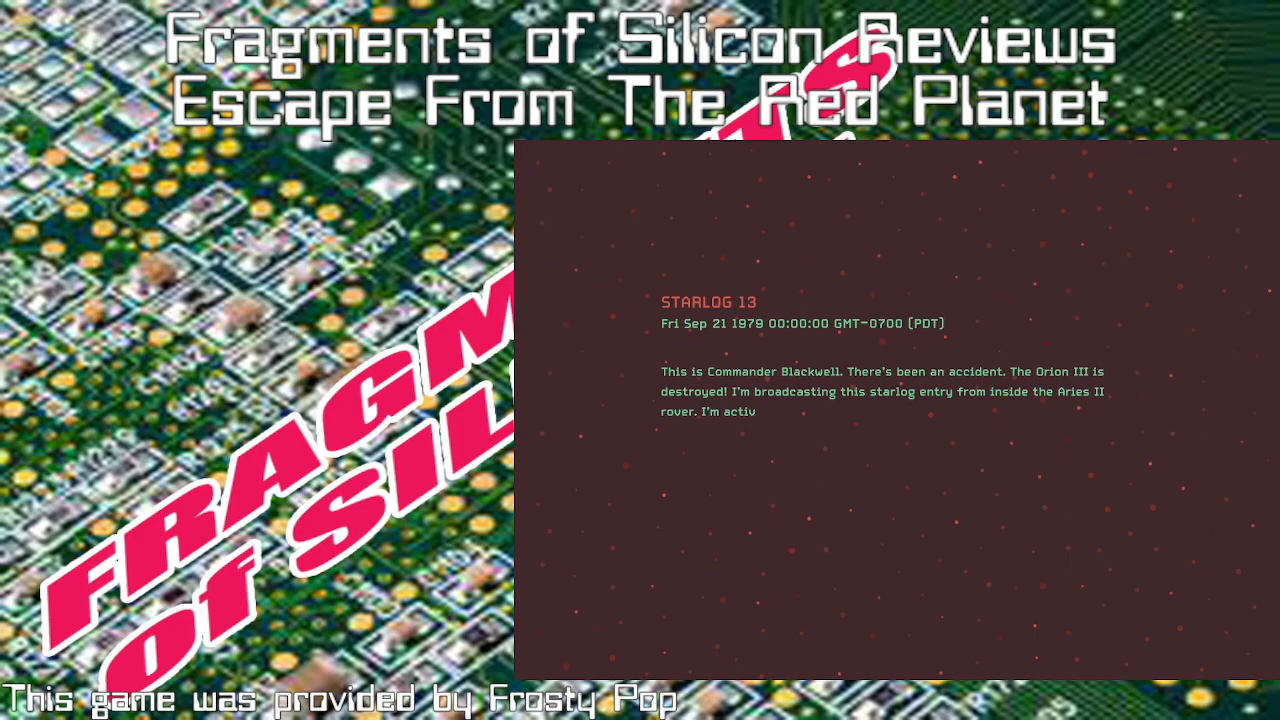 Fragments of Silicon Reviews
Escape From The Red Planet
TS
FRAGM
of SIL
STARLOG 13
Fri Sep 21 1979 00:00:00 GMT-0700 (PDT)
This is Commander Blackwell. There's been an accident. The Orion III is
destroyed! I'm broadcasting this starlog entry from inside the Aries II
rover. I'm activ
This game was provided by Frosty Pop